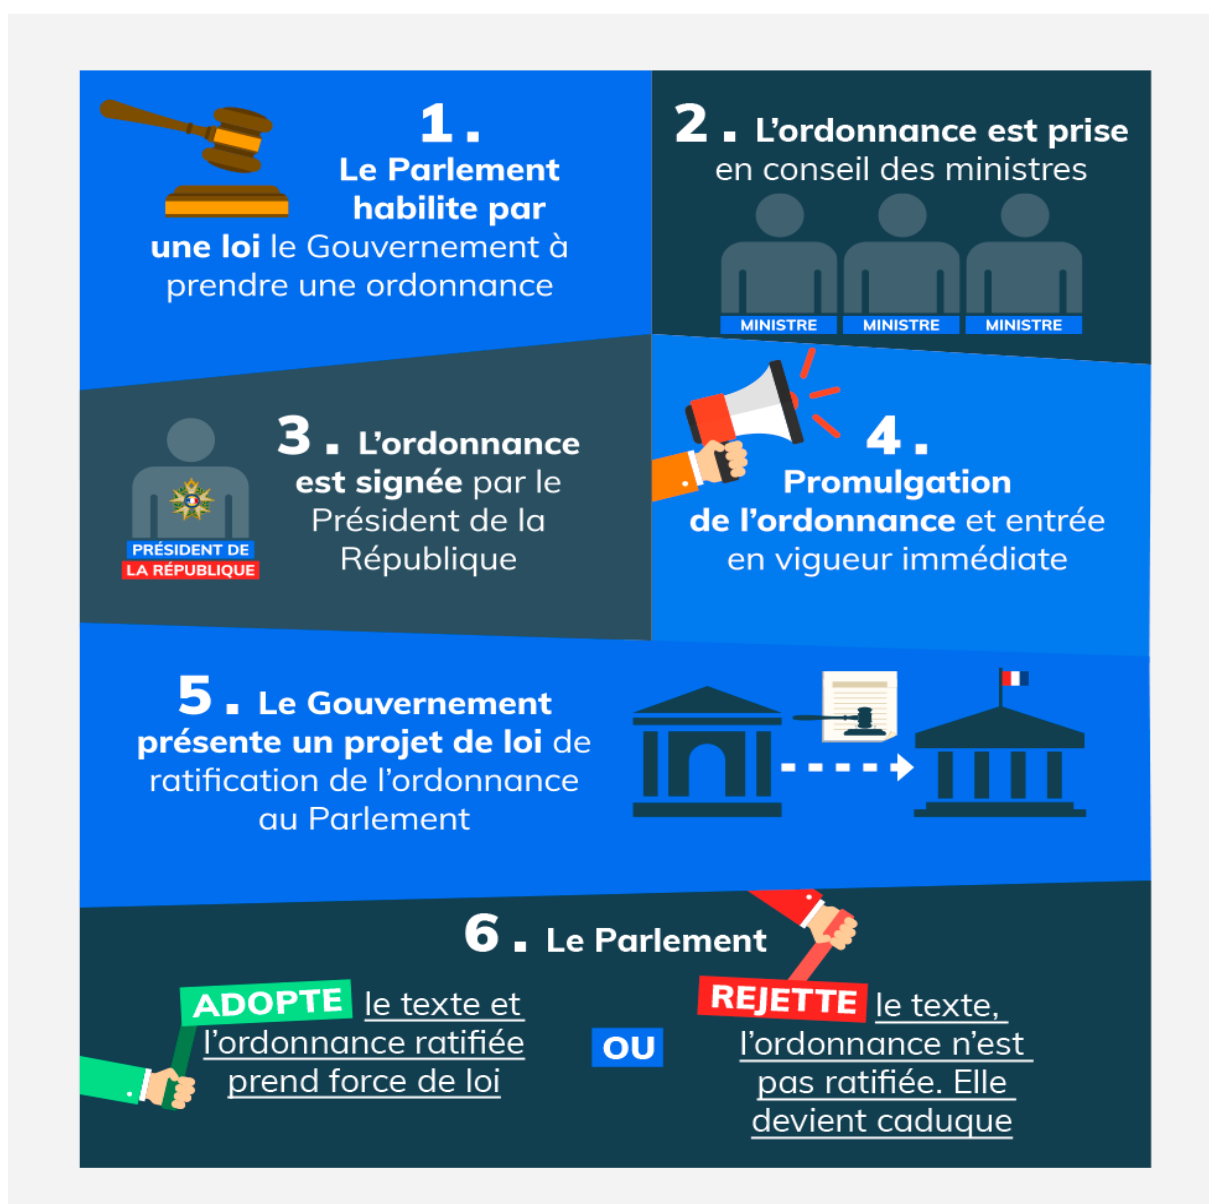 1.
Le Parlement
habilite par
une loi le Gouvernement à
prendre une ordonnance
2. L’ordonnance est prise
en conseil des ministres
MINISTRE
MINISTRE
MINISTRE
3. L’ordonnance
est signée par le
Président de la
République
PRÉSIDENT DE
LA RÉPUBLIQUE
4.
Promulgation
de l’ordonnance et entrée
en vigueur immédiate
5. Le Gouvernement
présente un projet de loi de
ratification de l’ordonnance
au Parlement
6. Le Parlement
ADOPTE le texte et
l’ordonnance ratifiée
prend force de loi
OU
REJETTE le texte,
l’ordonnance n’est
pas ratifiée. Elle
devient caduque